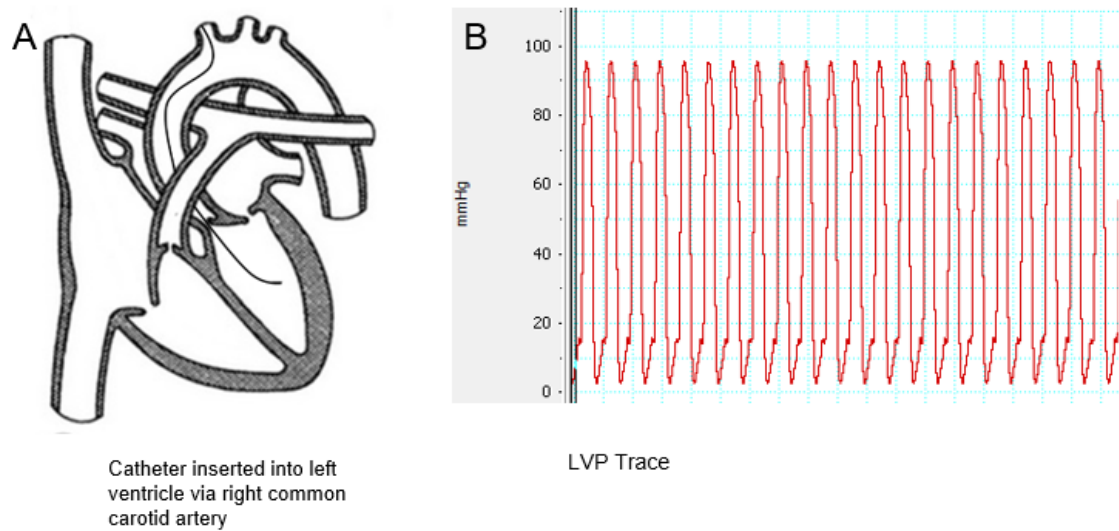 A
B
100
80
60
40
20
0
mmHg
Catheter inserted into left
ventricle via right common
carotid artery
LVP Trace